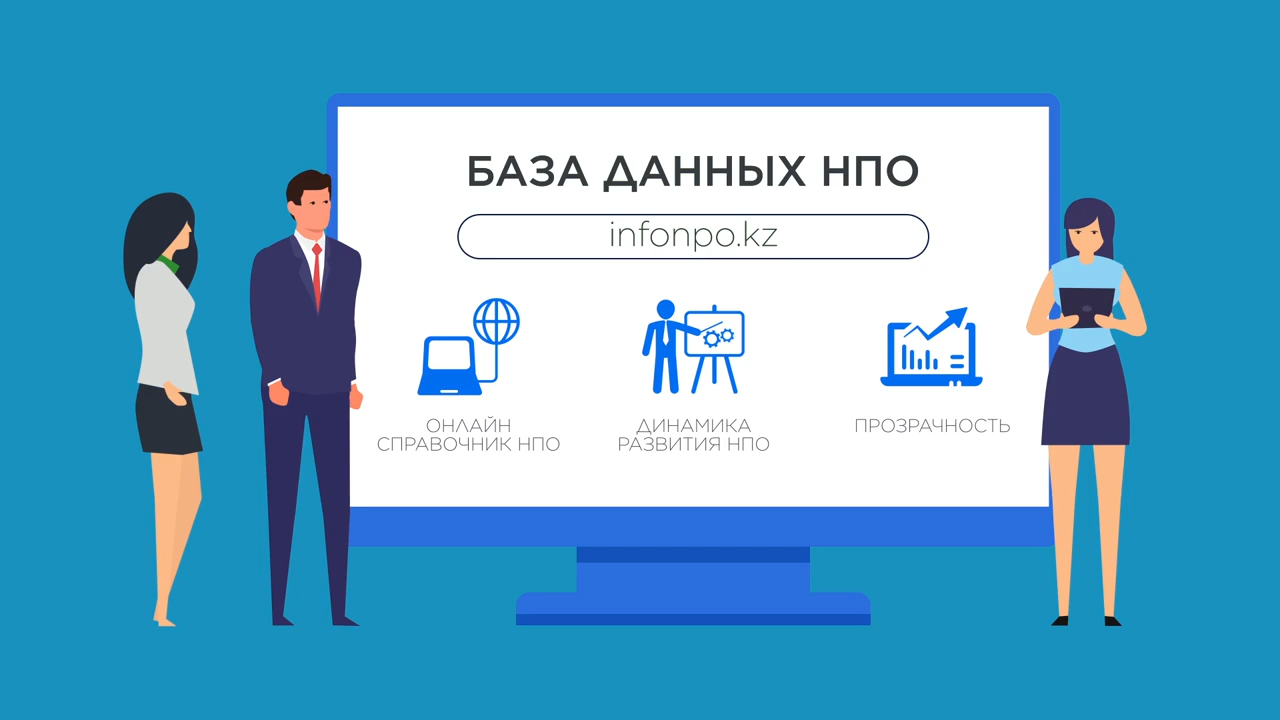 БАЗА ДАННЫХ НПО
infonpo.kz
ОНЛАЙН
СПРАВОЧНИК НПО
ДИНАМИКА
РАЗВИТИЯ НПО
ПРОЗРАЧНОСТЬ